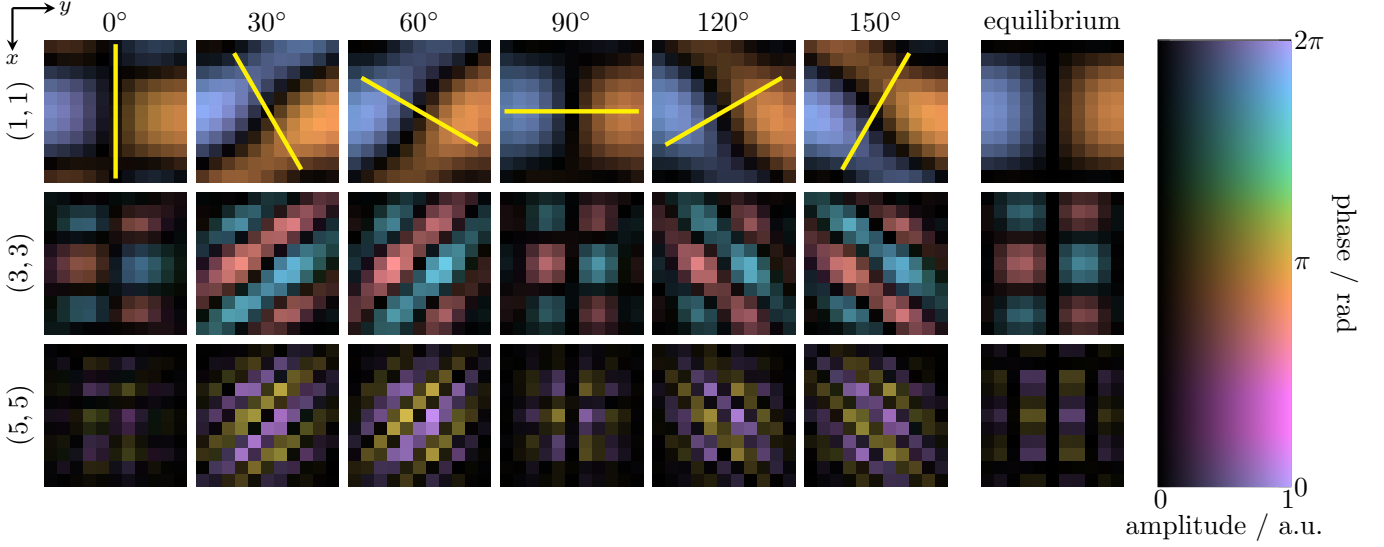 y
x
0° 30° 60° 90° 120° 150° equilibrium
(1, 1)
(3, 3)
(5, 5)
2π
π
0
phase / rad
0 1
amplitude / a.u.